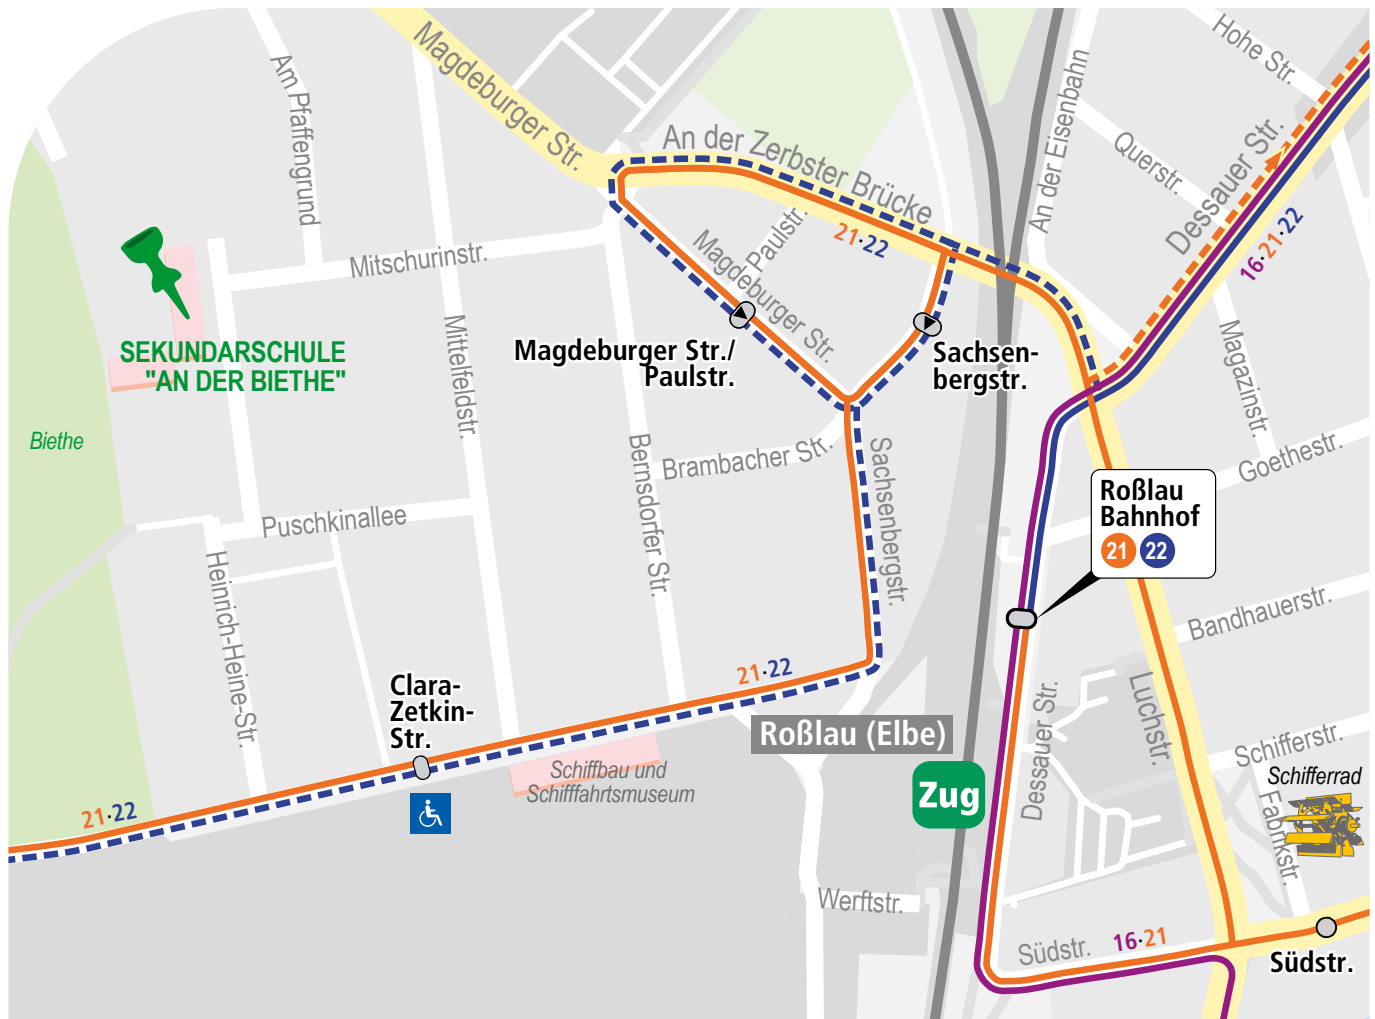 Magdeburger Str.
Am Pfaffengrund
Hohe Str.
An der Eisenbahn
Querstr.
Dessauer Str.
An der Zerbster Brücke
Paulstr.
Magdeburger Str.
21·22
16·21·22
Mitschurinstr.
SEKUNDARSCHULE
"AN DER BIETHE"
Mittelfeldstr.
Magdeburger Str./
Paulstr.
Sachsen-
bergstr.
Magazinstr.
Biethe
Bernsdorfer Str.
Brambacher Str.
Sachsenbergstr.
Goethestr.
Roßlau
Bahnhof
21 22
Puschkinallee
Heinrich-Heine-Str.
Bandhauerstr.
Clara-
Zetkin-
Str.
21·22
Luchstr.
Dessauer Str.
Roßlau (Elbe)
Schifferstr.
Schiffbau und
Schifffahrtsmuseum
Zug
Schifferrad
Fabrikstr.
21·22
Werftstr.
Südstr.
16·21
Südstr.